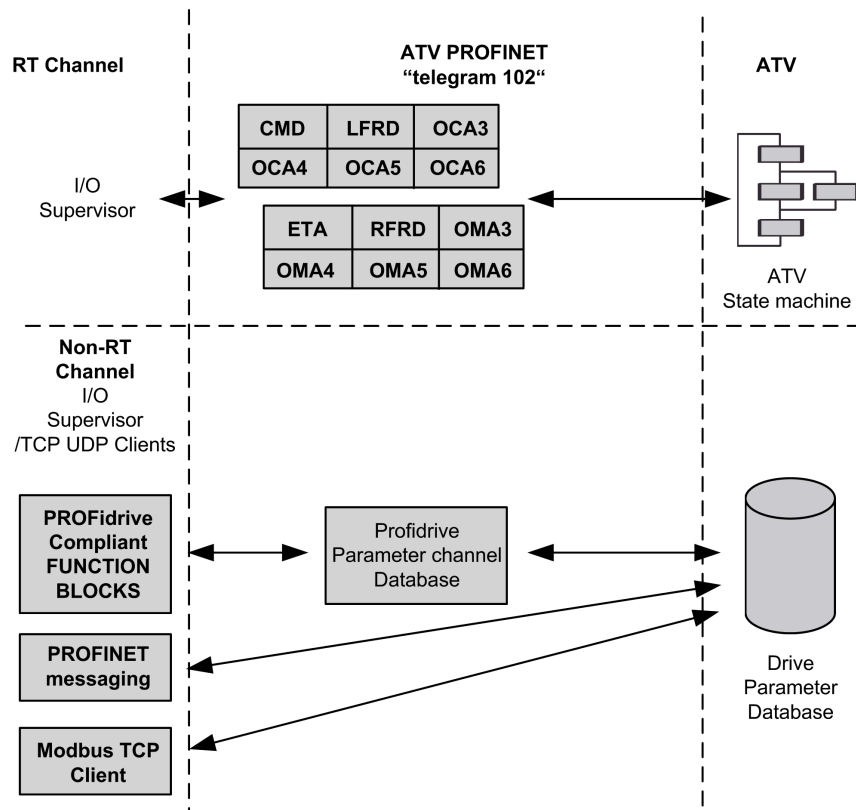 RT Channel
ATV PROFINET
“telegram 102“
ATV
CMD LFRD OCA3
OCA4 OCA5 OCA6
I/O
Supervisor
ETA RFRD OMA3
OMA4 OMA5 OMA6
ATV
State machine
Non-RT
Channel
I/O
Supervisor
/TCP UDP Clients
PROFidrive
Compliant
FUNCTION
BLOCKS
Profidrive
Parameter channel
Database
PROFINET
messaging
Drive
Parameter
Database
Modbus TCP
Client